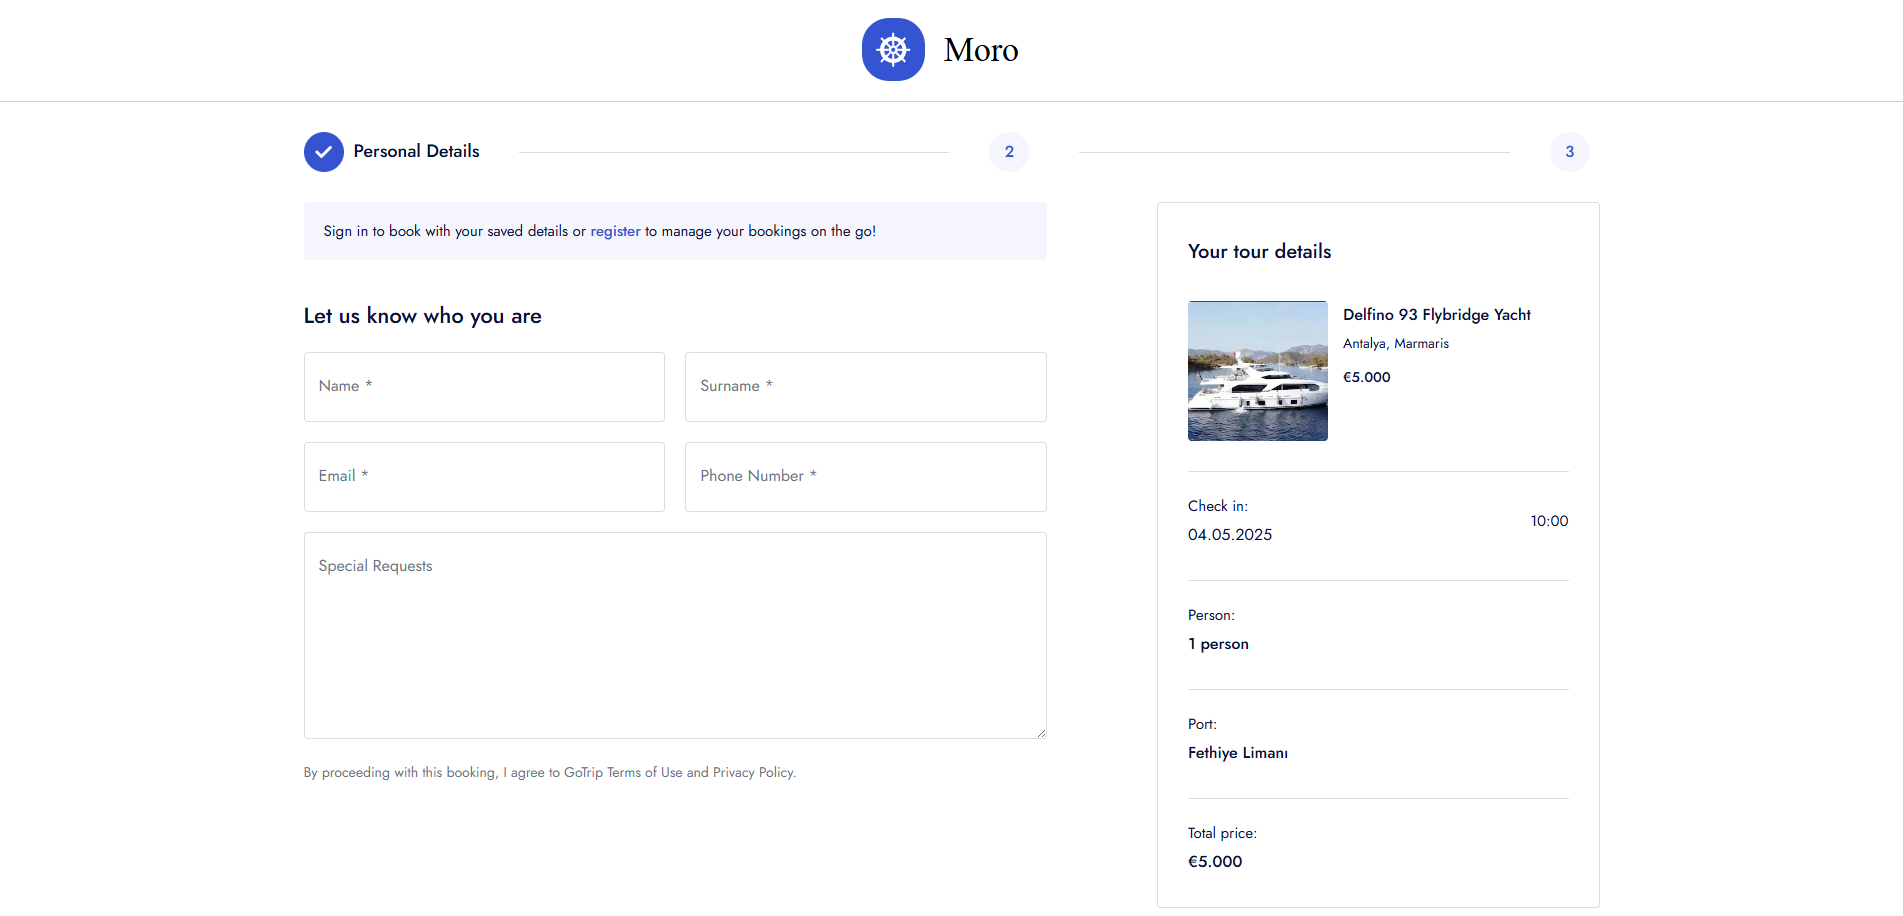 Moro
Personal Details
2
3
Sign in to book with your saved details or register to manage your bookings on the go!
Let us know who you are
Name *
Surname *
Email *
Phone Number *
Special Requests
By proceeding with this booking, I agree to GoTrip Terms of Use and Privacy Policy.
Your tour details
Delfino 93 Flybridge Yacht
Antalya, Marmaris
€5.000
Check in:
04.05.2025
10:00
Person:
1 person
Port:
Fethiye Limanı
Total price:
€5.000